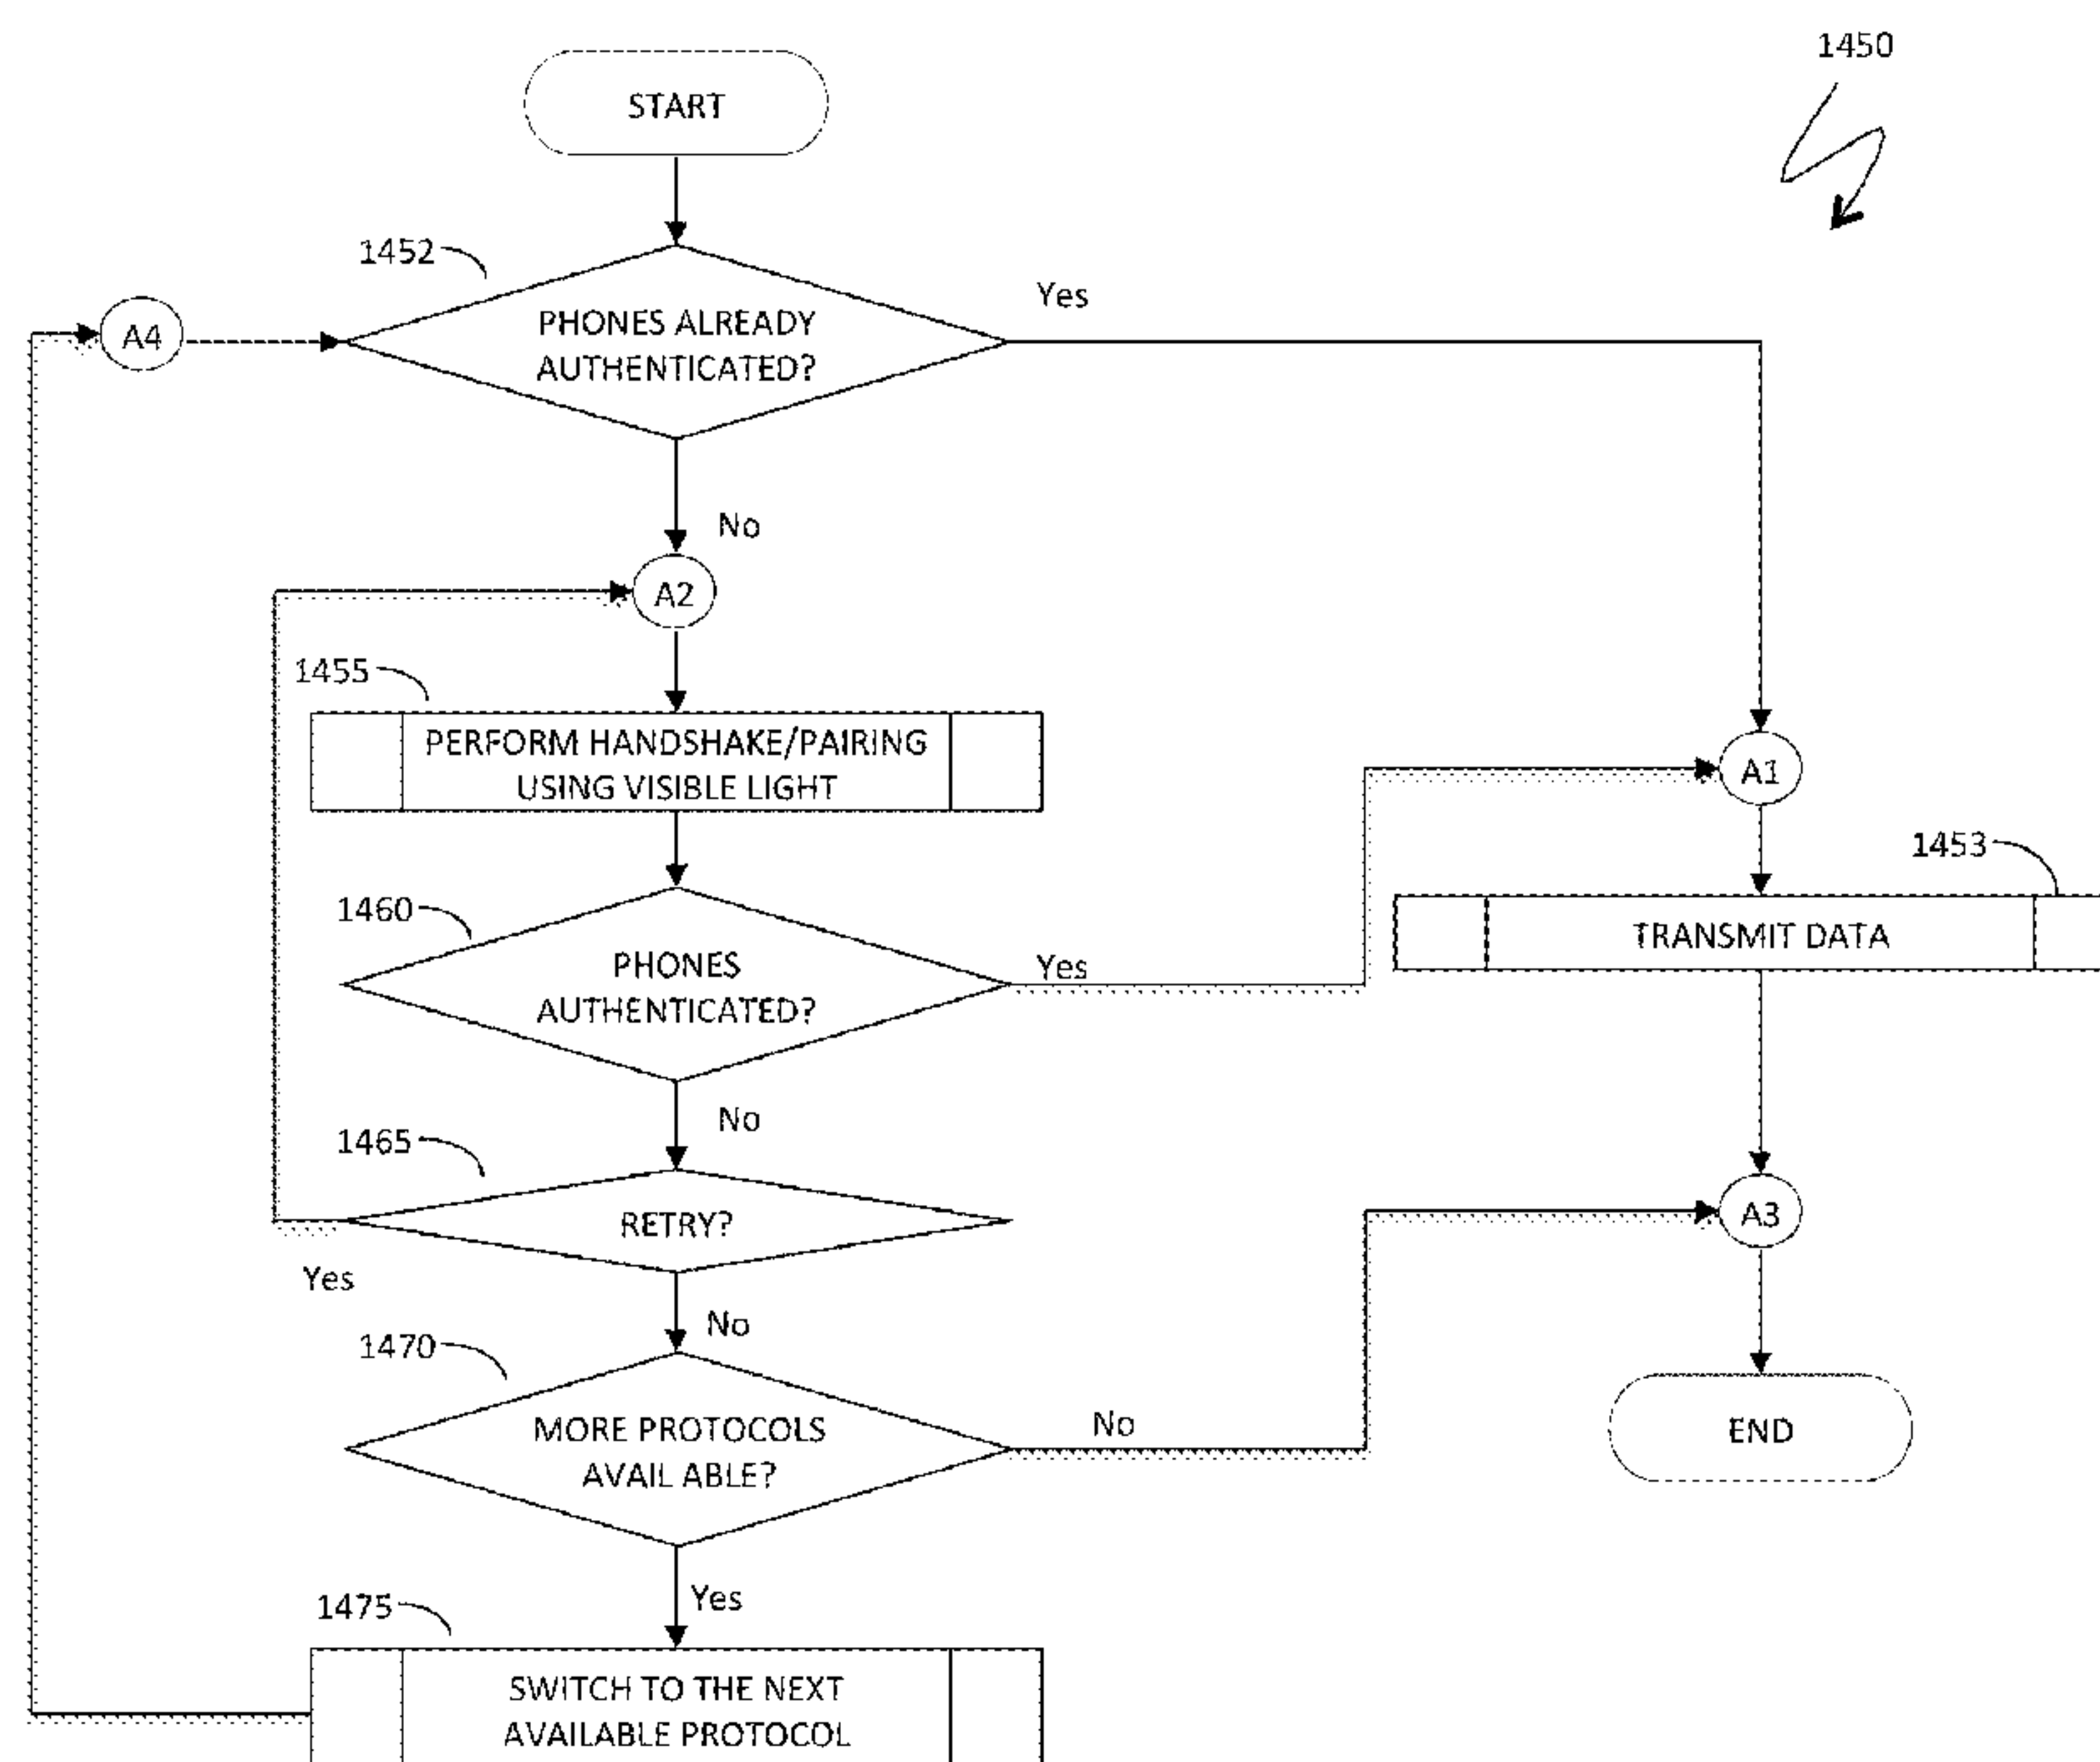 1450
START
1452
PHONES ALREADY
AUTHENTICATED?
Yes
A4
No
A2
1455
PERFORM HANDSHAKE/PAIRING
USING VISIBLE LIGHT
A1
1453
TRANSMIT DATA
1460
PHONES
AUTHENTICATED?
Yes
No
1465
RETRY?
Yes
A3
No
1470
MORE PROTOCOLS
AVAILABLE?
No
END
Yes
1475
SWITCH TO THE NEXT
AVAILABLE PROTOCOL